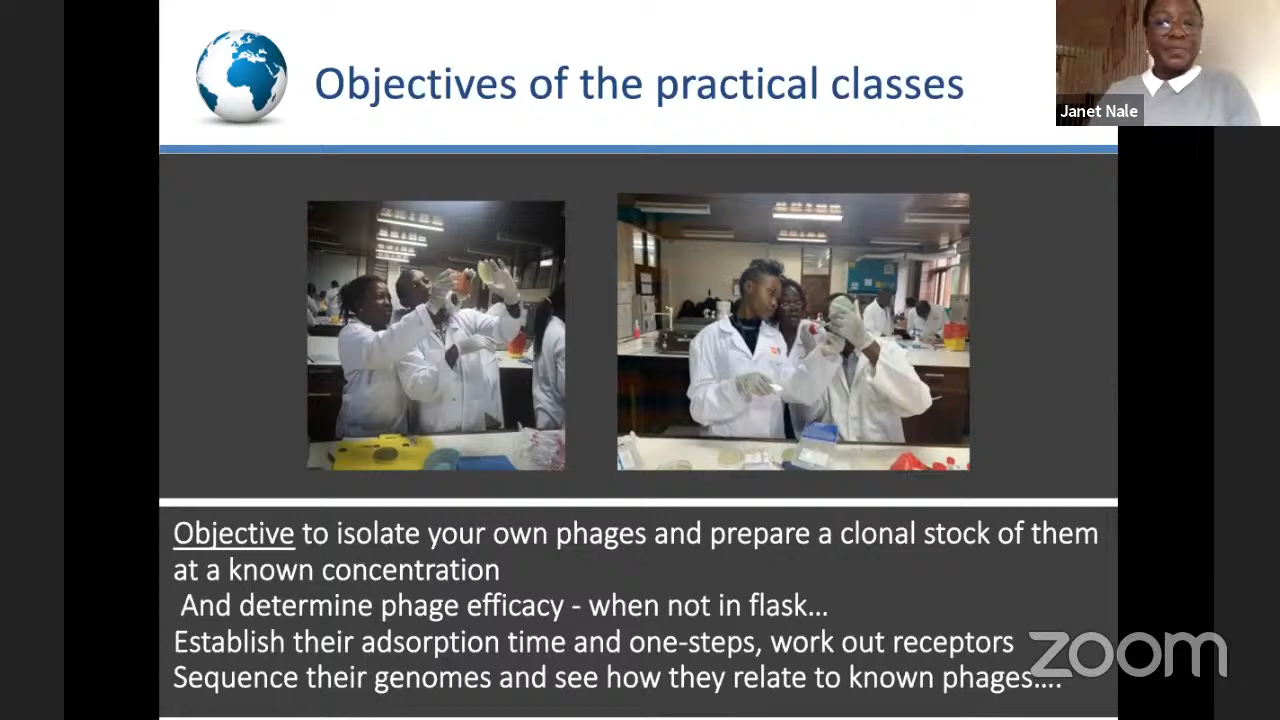 Objectives of the practical classes
Janet Nale
Objective to isolate your own phages and prepare a clonal stock of them
at a known concentration
And determine phage efficacy - when not in flask...
Establish their adsorption time and one-steps, work out receptors
Sequence their genomes and see how they relate to known phages....
zoom